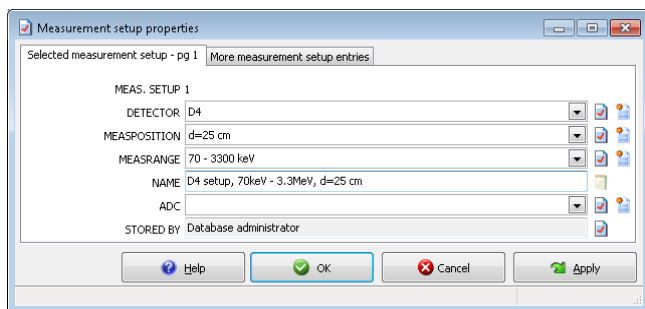 Measurement setup properties
Selected measurement setup - pg 1 More measurement setup entries
MEAS. SETUP 1
DETECTOR D4
MEASPOSITION d=25 cm
MEASRANGE 70 - 3300 keV
NAME D4 setup, 70keV - 3.3MeV, d=25 cm
ADC
STORED BY Database administrator
Help OK Cancel Apply